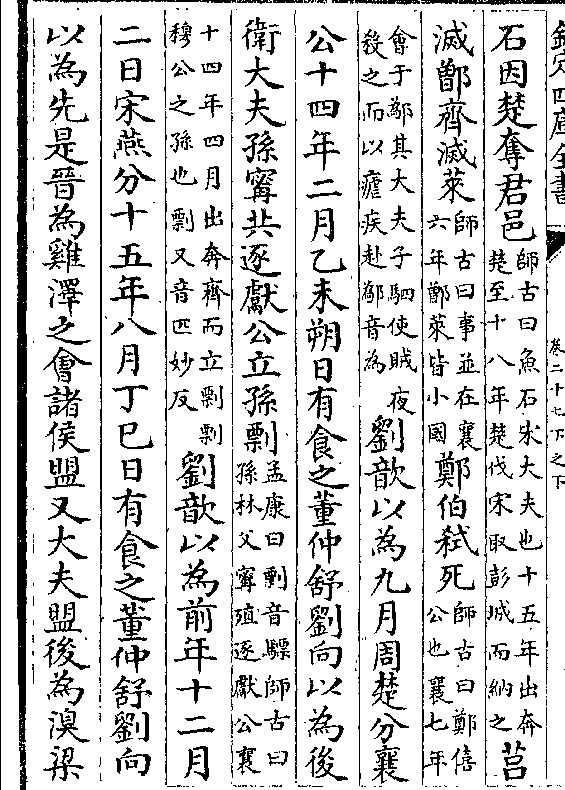 欽定四庫全書
卷二十七下之下
石因楚奪君邑師古曰魚石宋大夫也十五年出奔楚至十八年楚伐宋取彭城而納之莒
滅鄫齊滅萊師古曰事並在襄六年鄫萊皆小國鄭伯弒死師古曰鄭僖公也襄七年
會于鄬其大夫子駟使賊夜殺之而以瘧疾赴鄬音為劉歆以為九月周楚分襄
公十四年二月乙未朔日有食之董仲舒劉向以為後
衛大夫孫甯共逐獻公立孫剽孟康曰剽音驃師古曰孫林父甯殖逐獻公襄
十四年四月出奔齊而立剽剽穆公之孫也剽又音匹妙反劉歆以為前年十二月
二日宋燕分十五年八月丁巳日有食之董仲舒劉向
以為先是晉為雞澤之會諸侯盟又大夫盟後為溴梁